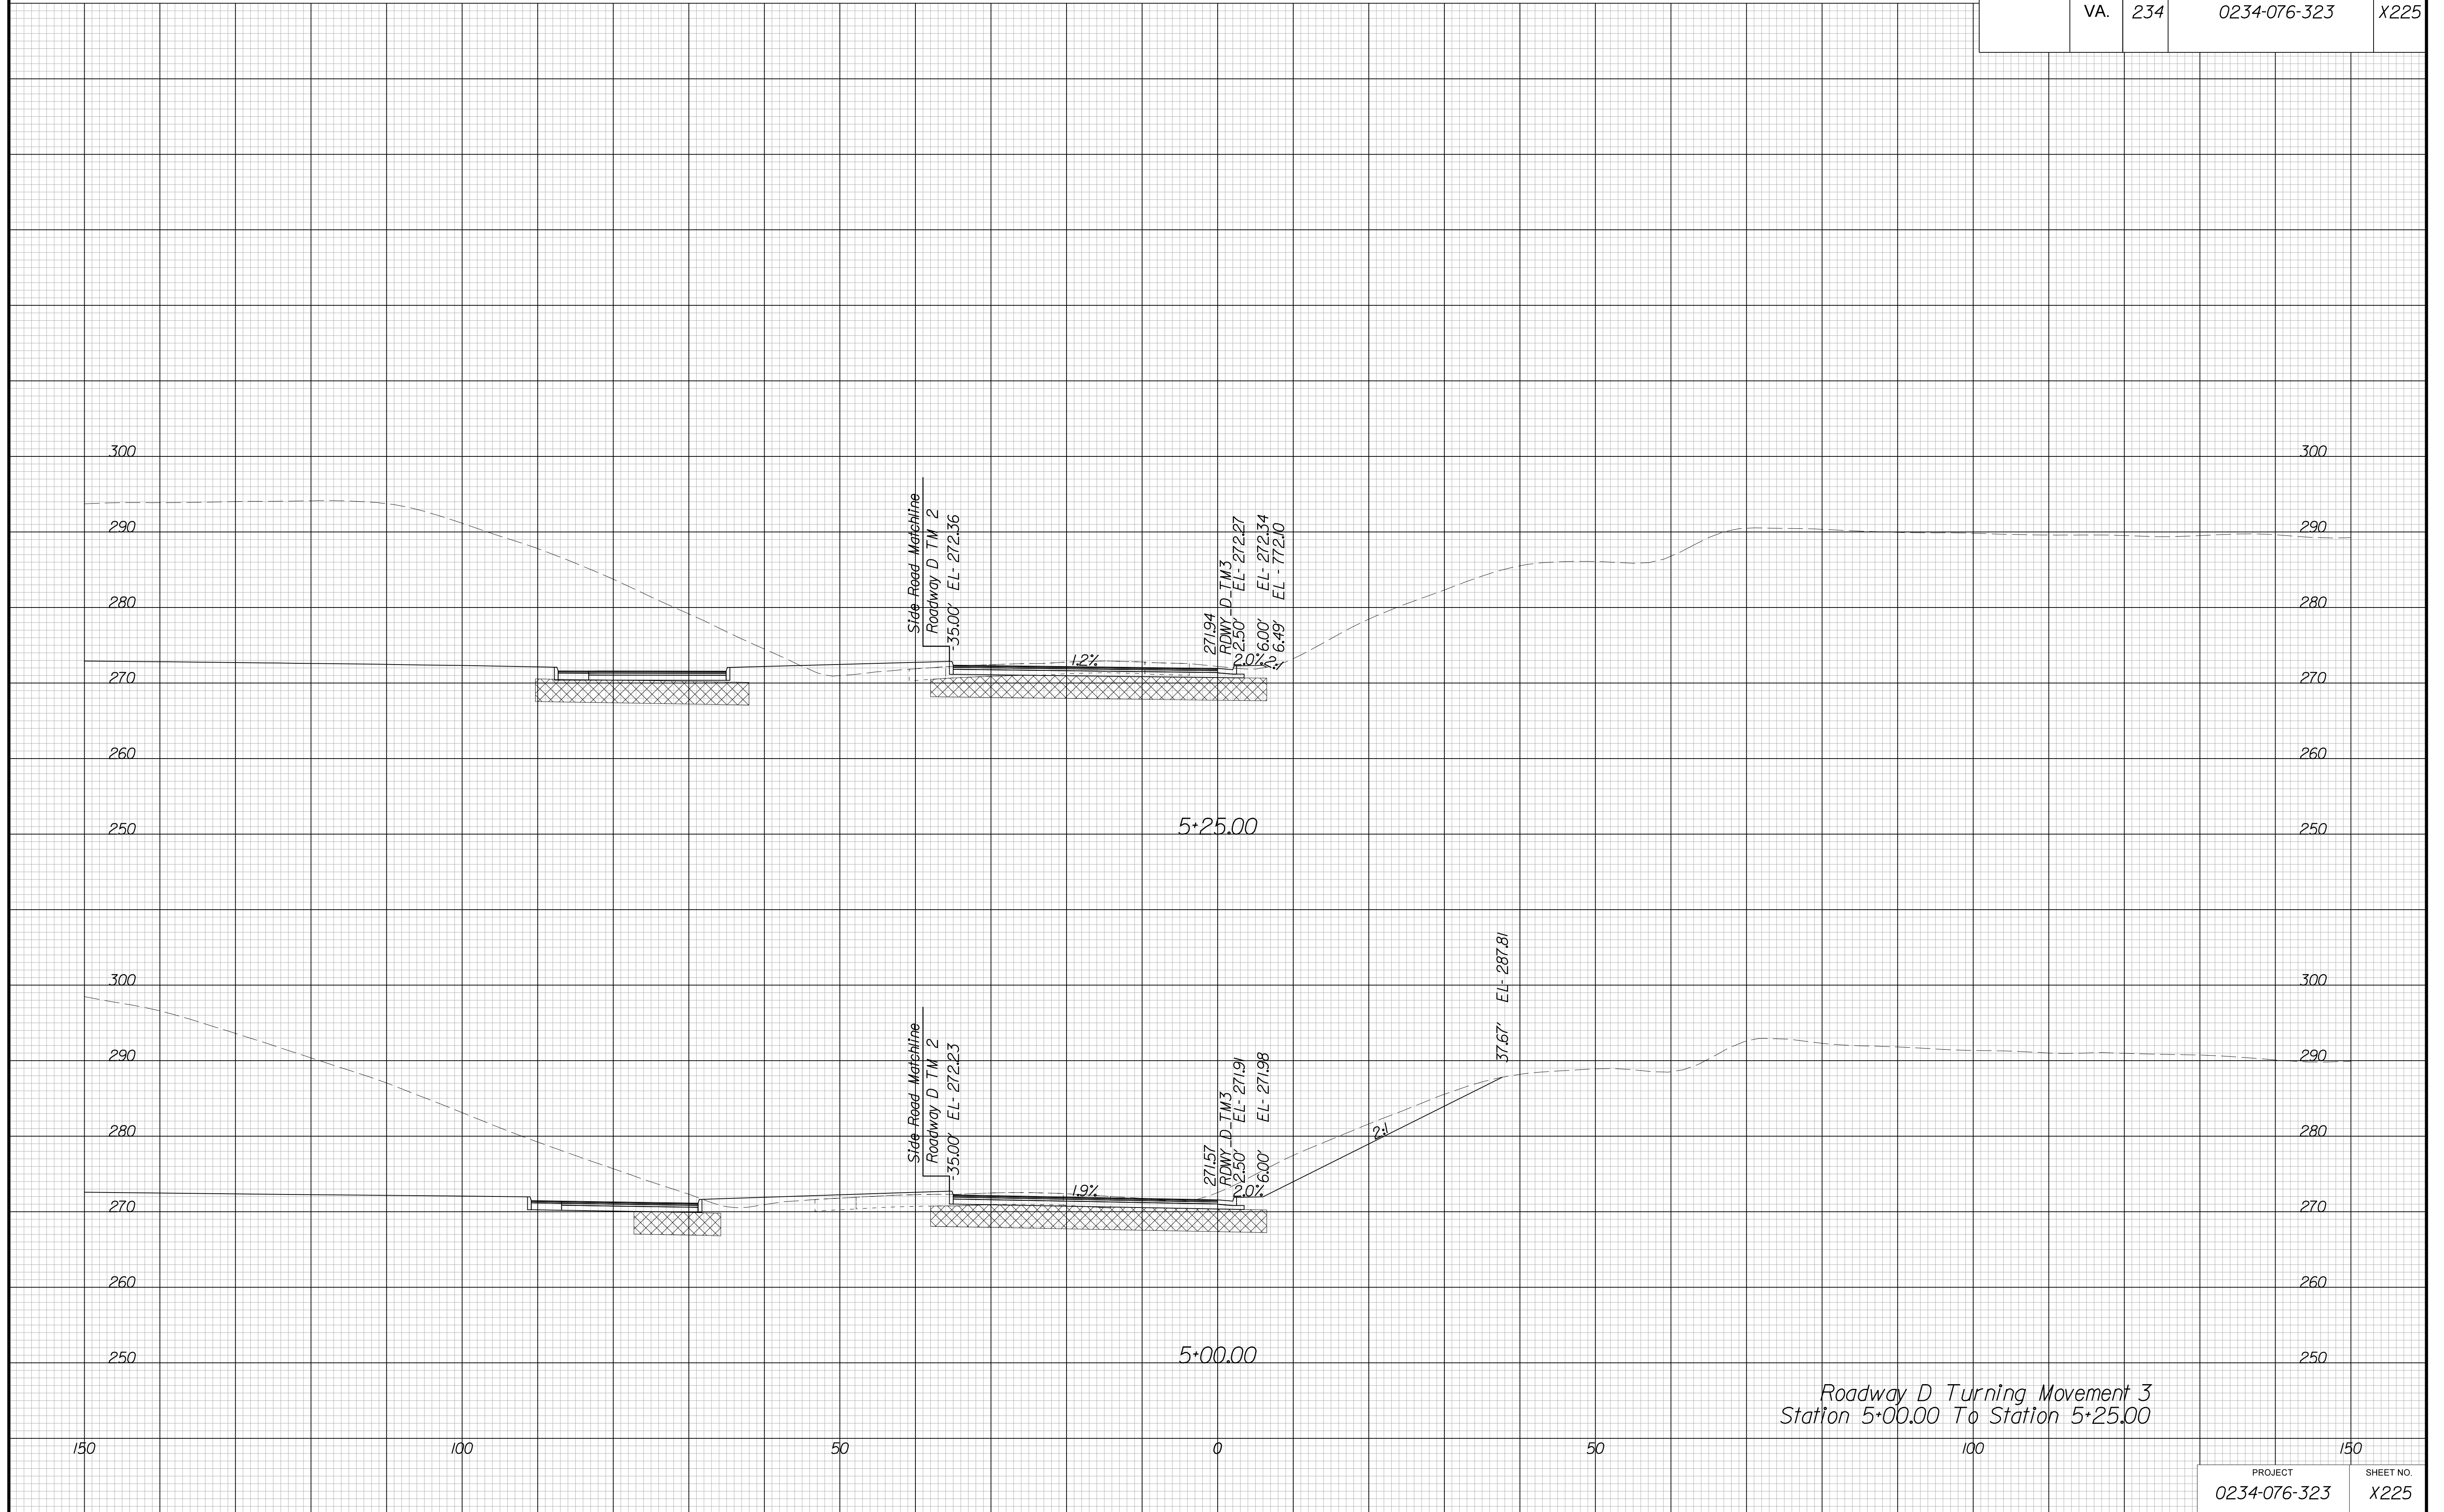 VA. 234 0234-076-323 X225
300 300
290 290
280 280
270 270
260 260
250 250
Side Road Matchline
Roadway D TM 2
-35.00' EL- 272.36
1.2%
271.94
RDWY_D_TM3
2.50' EL- 272.27
6.00' EL- 272.34
6.49' EL - 772.10
2.0%
2:1
5+25.00
300 300
290 290
280 280
270 270
260 260
250 250
Side Road Matchline
Roadway D TM 2
-35.00' EL- 272.23
1.9%
271.57
RDWY_D_TM3
2.50' EL- 271.91
6.00' EL- 271.98
2.0%
2:1
37.67' EL- 287.81
5+00.00
Roadway D Turning Movement 3
Station 5+00.00 To Station 5+25.00
150 100 50 0 50 100 150
PROJECT SHEET NO.
0234-076-323 X225